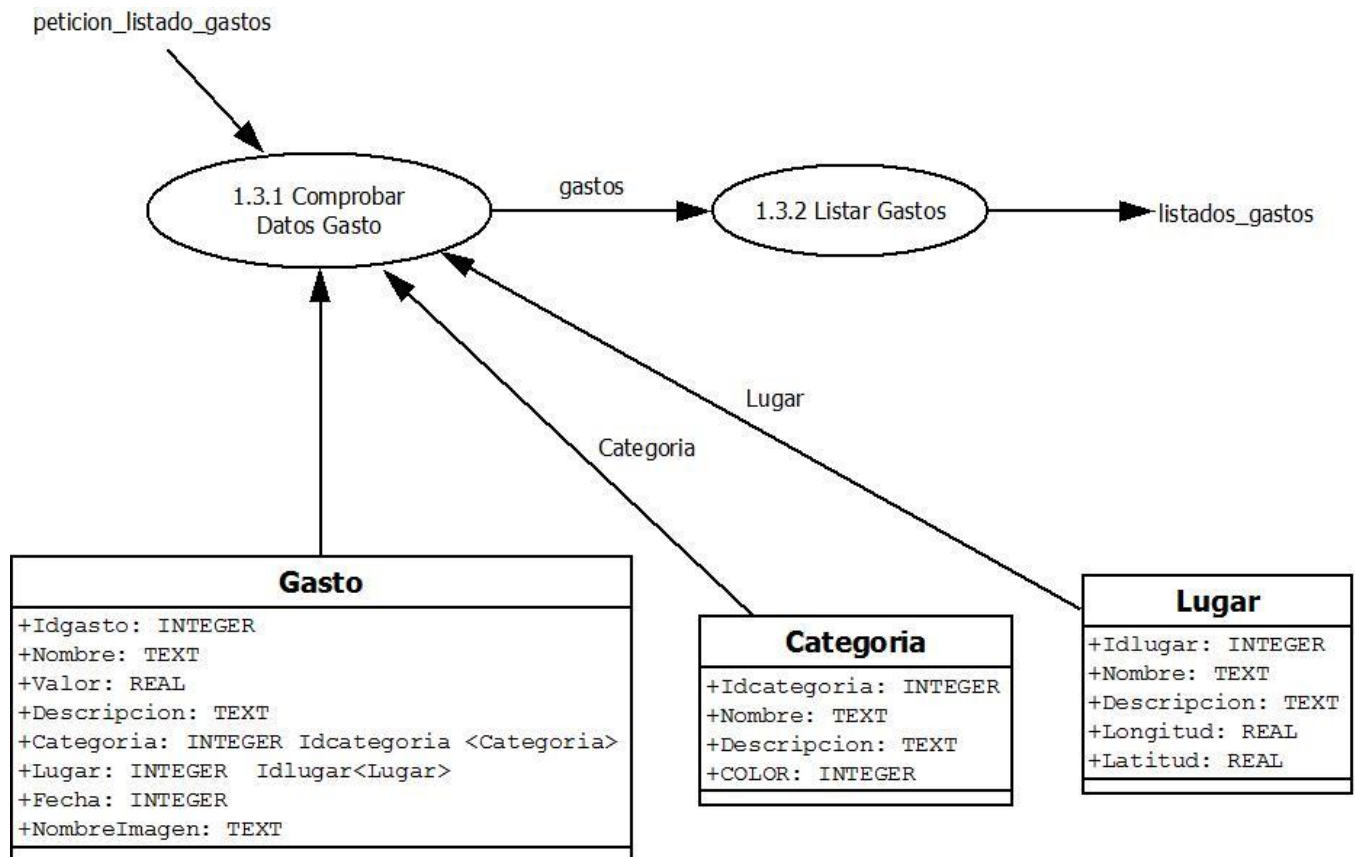 peticion_listado_gastos
1.3.1 Comprobar
Datos Gasto
gastos
1.3.2 Listar Gastos
listados_gastos
Lugar
Categoria
Gasto
+Idgasto: INTEGER
+Nombre: TEXT
+Valor: REAL
+Descripcion: TEXT
+Categoria: INTEGER Idcategoria <Categoria>
+Lugar: INTEGER  Idlugar<Lugar>
+Fecha: INTEGER
+NombreImagen: TEXT
Categoria
+Idcategoria: INTEGER
+Nombre: TEXT
+Descripcion: TEXT
+COLOR: INTEGER
Lugar
+Idlugar: INTEGER
+Nombre: TEXT
+Descripcion: TEXT
+Longitud: REAL
+Latitud: REAL